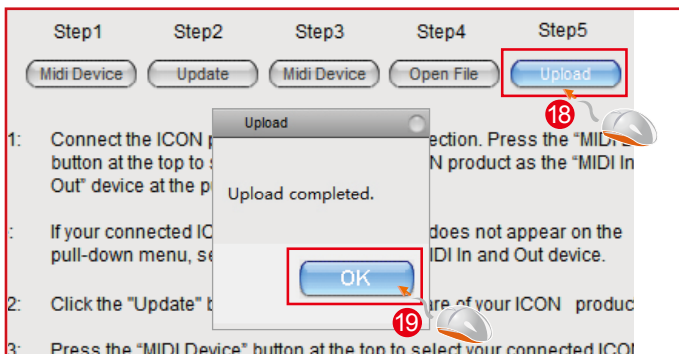 Step1 Step2 Step3 Step4 Step5
Midi Device Update Midi Device Open File Upload
18
Upload
1: Connect the ICON ection. Press the "MIDI
button at the top to N product as the "MIDI In
Out" device at the
Upload completed.
: If your connected does not appear on the
pull-down menu, IDI In and Out device.
OK
2: Click the "Update" are of your ICON
19
3: Press the "MIDI Device" button at the top to select your connected